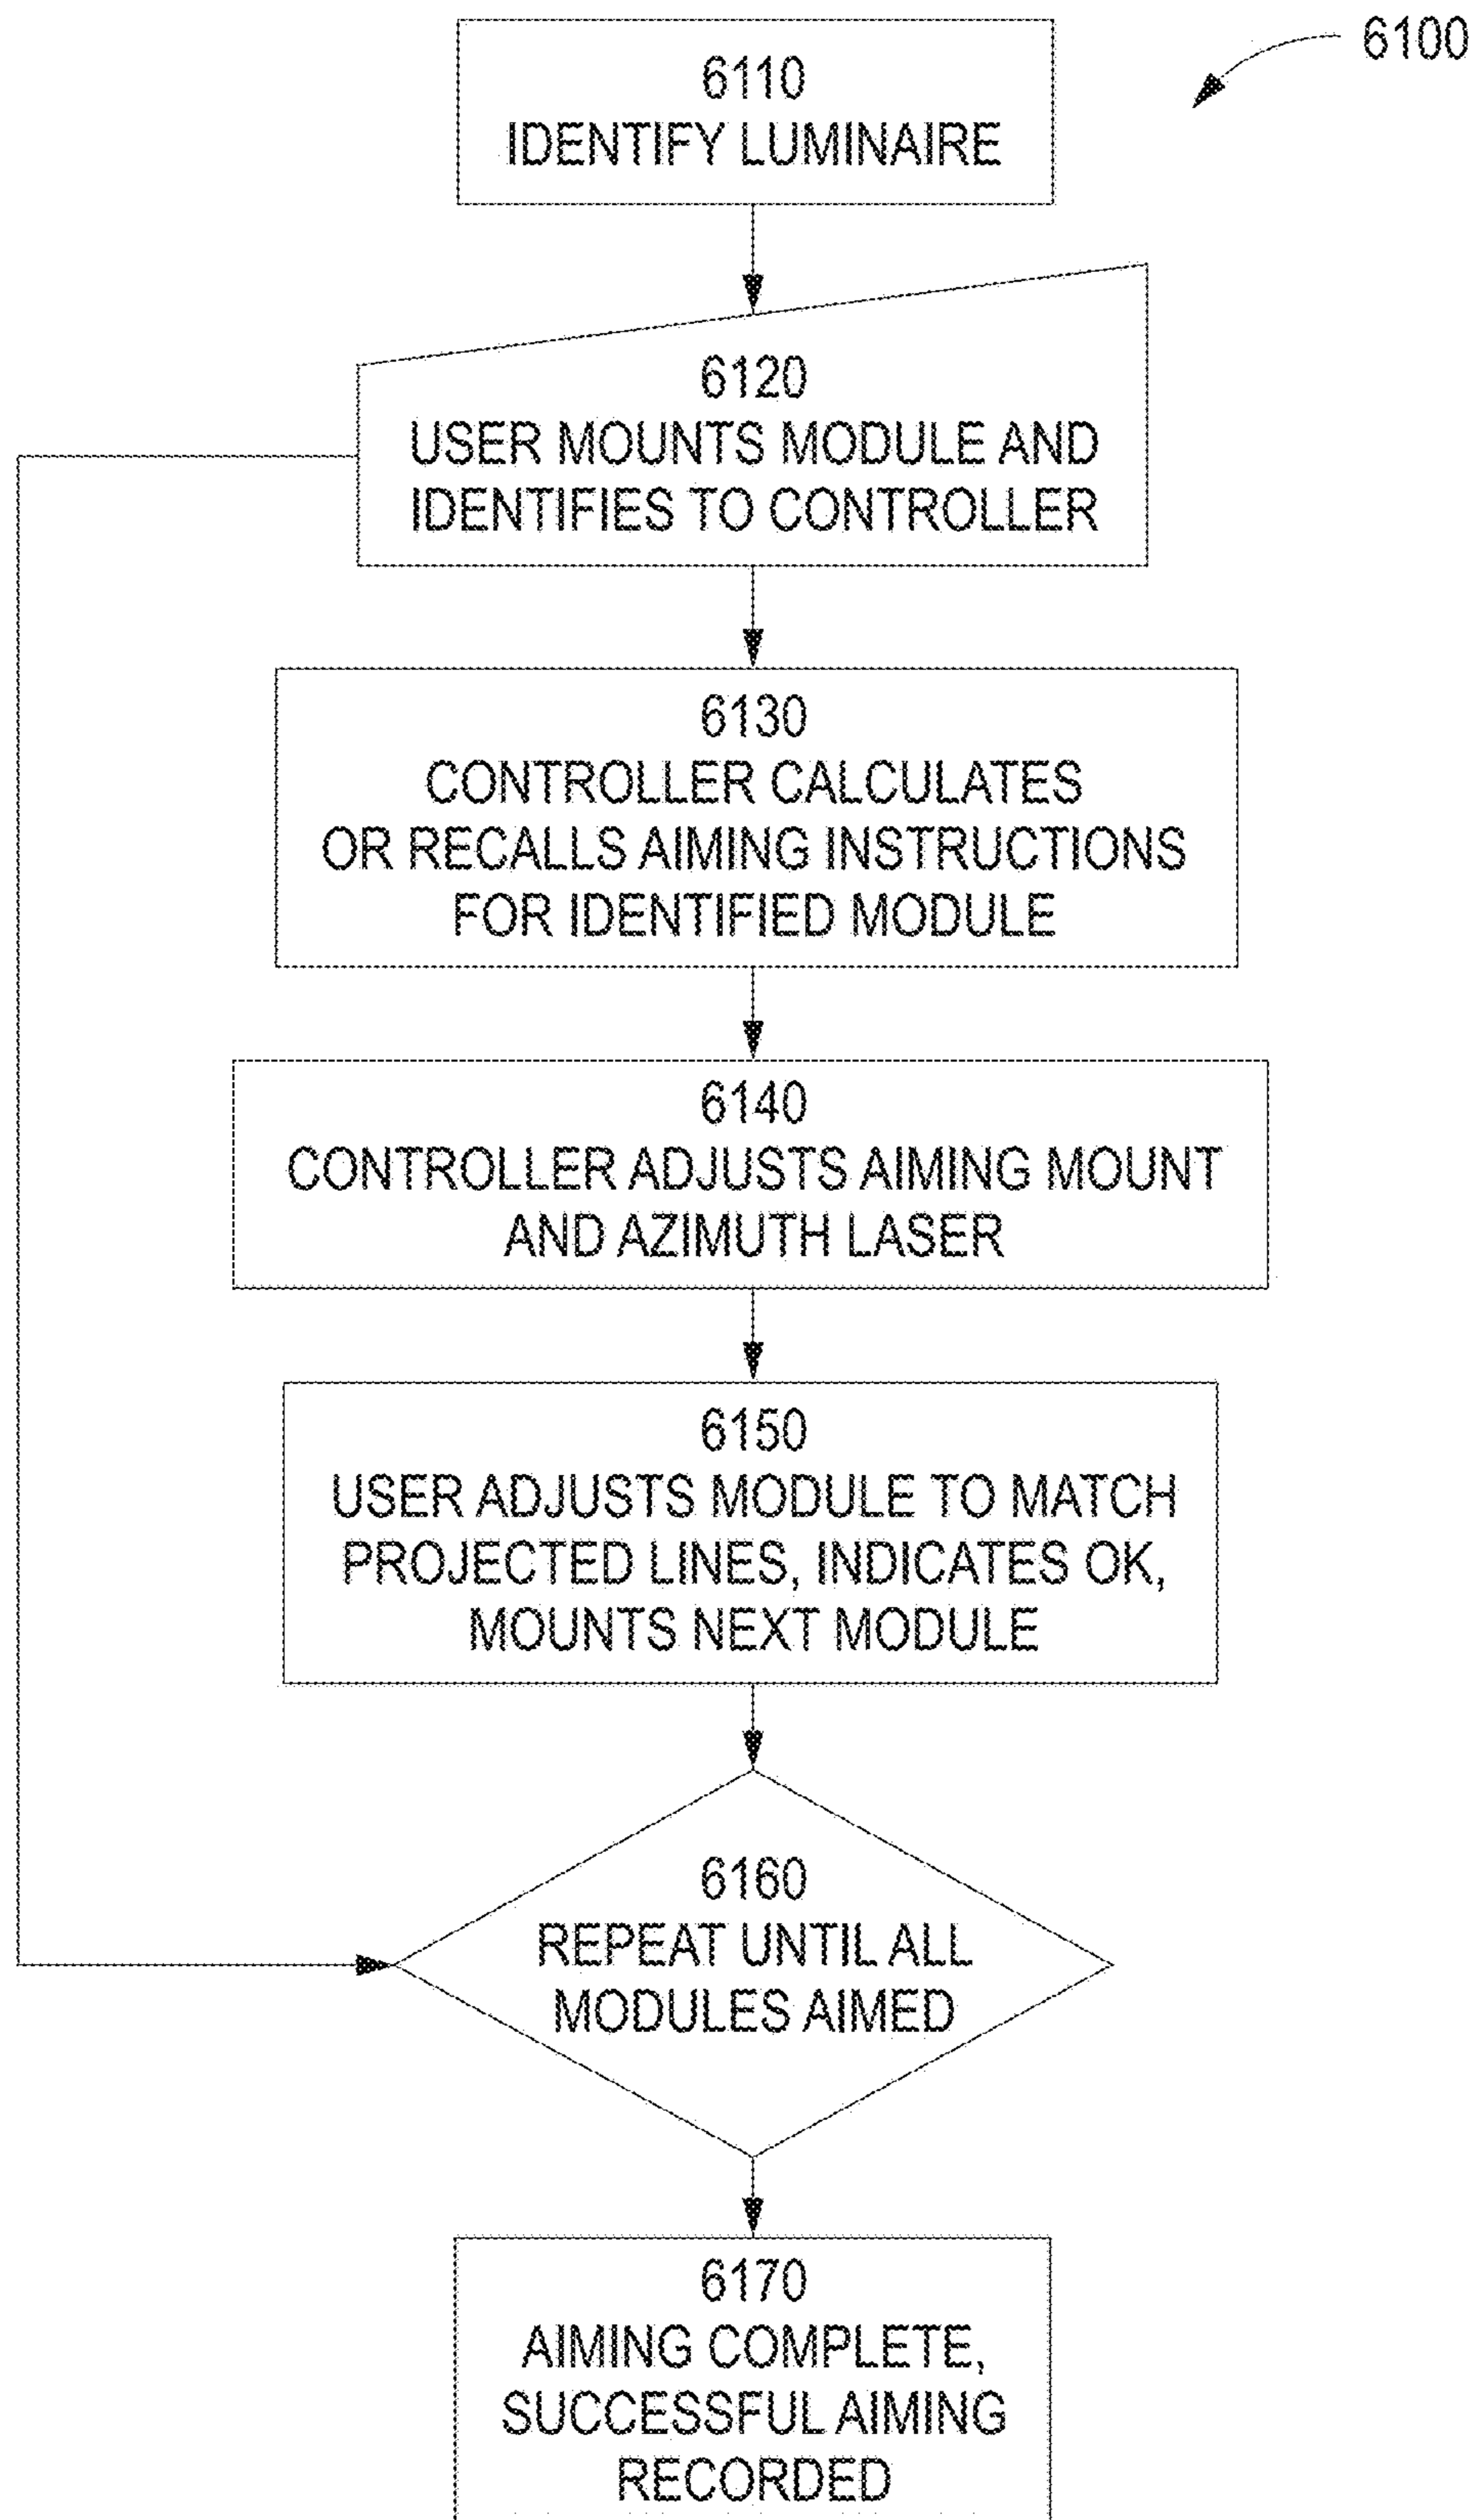 6100
6110
IDENTIFY LUMINAIRE
6120
USER MOUNTS MODULE AND
IDENTIFIES TO CONTROLLER
6130
CONTROLLER CALCULATES
OR RECALLS AIMING INSTRUCTIONS
FOR IDENTIFIED MODULE
6140
CONTROLLER ADJUSTS AIMING MOUNT
AND AZIMUTH LASER
6150
USER ADJUSTS MODULE TO MATCH
PROJECTED LINES, INDICATES OK,
MOUNTS NEXT MODULE
6160
REPEAT UNTIL ALL
MODULES AIMED
6170
AIMING COMPLETE,
SUCCESSFUL AIMING
RECORDED